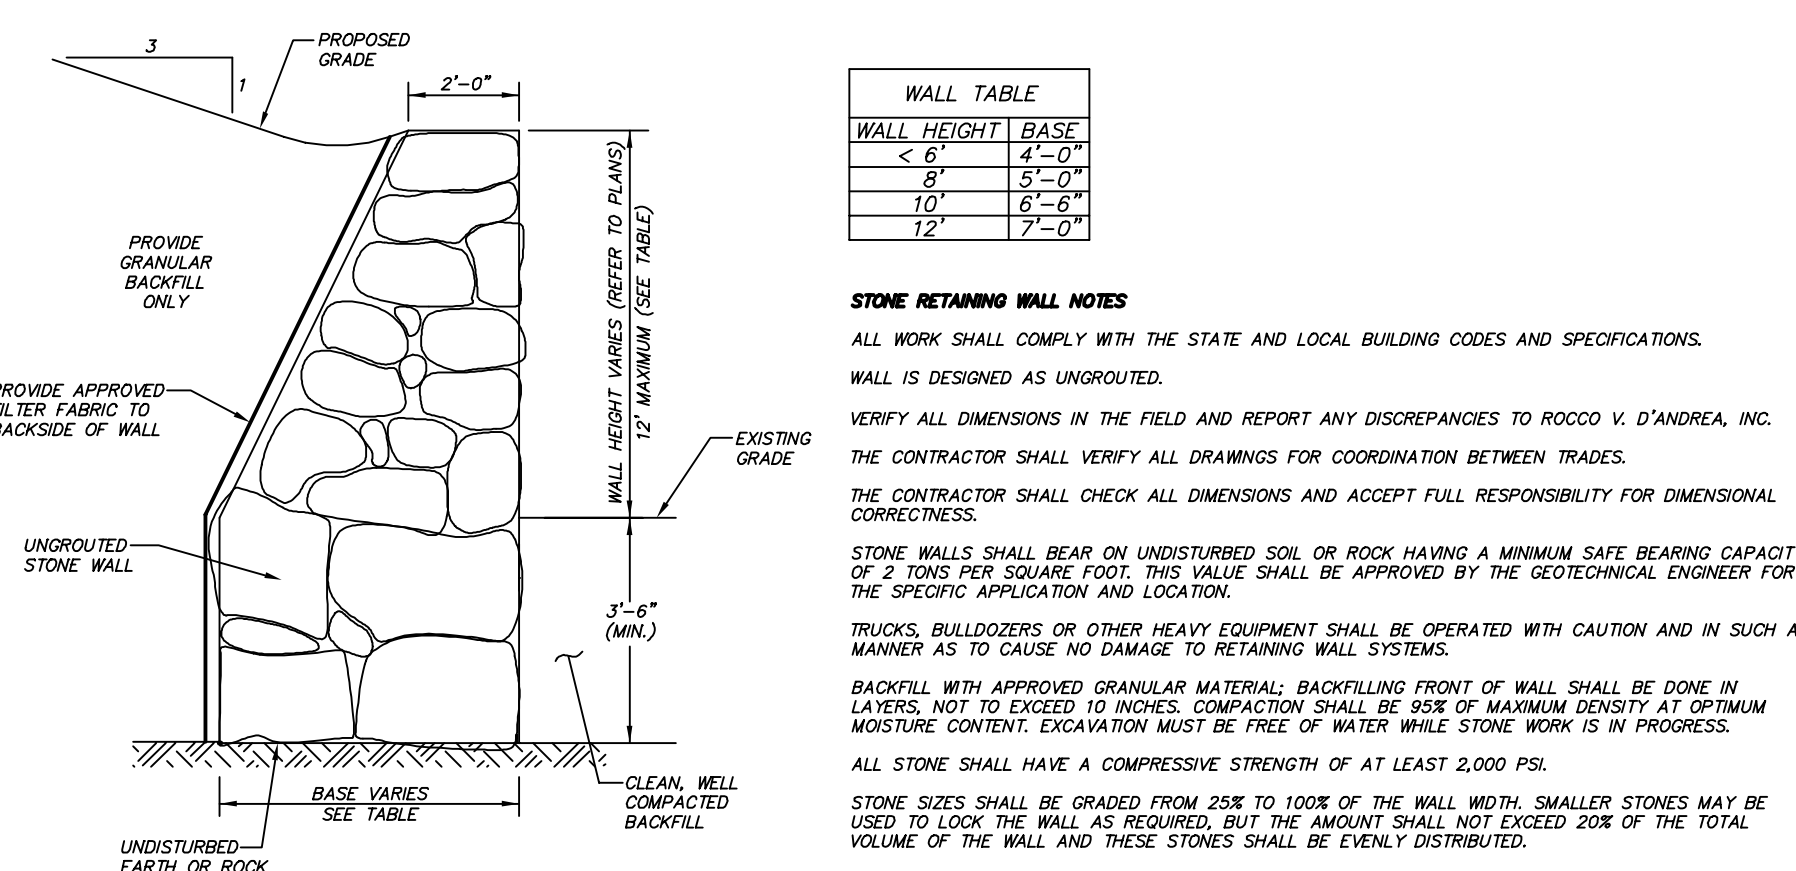 3
1
PROPOSED
GRADE
2'-0"
PROVIDE
GRANULAR
BACKFILL
ONLY
PROVIDE APPROVED
FILTER FABRIC TO
BACKSIDE OF WALL
WALL HEIGHT VARIES (REFER TO PLANS)
12' MAXIMUM (SEE TABLE)
EXISTING
GRADE
UNGROUTED
STONE WALL
3'-6"
(MIN.)
BASE VARIES
SEE TABLE
CLEAN, WELL
COMPACTED
BACKFILL
UNDISTURBED
EARTH OR ROCK
WALL TABLE
WALL HEIGHT BASE
< 6' 4'-0"
8' 5'-0"
10' 6'-6"
12' 7'-0"
STONE RETAINING WALL NOTES
ALL WORK SHALL COMPLY WITH THE STATE AND LOCAL BUILDING CODES AND SPECIFICATIONS.
WALL IS DESIGNED AS UNGROUTED.
VERIFY ALL DIMENSIONS IN THE FIELD AND REPORT ANY DISCREPANCIES TO ROCCO V. D'ANDREA, INC.
THE CONTRACTOR SHALL VERIFY ALL DRAWINGS FOR COORDINATION BETWEEN TRADES.
THE CONTRACTOR SHALL CHECK ALL DIMENSIONS AND ACCEPT FULL RESPONSIBILITY FOR DIMENSIONAL
CORRECTNESS.
STONE WALLS SHALL BEAR ON UNDISTURBED SOIL OR ROCK HAVING A MINIMUM SAFE BEARING CAPACIT
OF 2 TONS PER SQUARE FOOT. THIS VALUE SHALL BE APPROVED BY THE GEOTECHNICAL ENGINEER FOR
THE SPECIFIC APPLICATION AND LOCATION.
TRUCKS, BULLDOZERS OR OTHER HEAVY EQUIPMENT SHALL BE OPERATED WITH CAUTION AND IN SUCH A
MANNER AS TO CAUSE NO DAMAGE TO RETAINING WALL SYSTEMS.
BACKFILL WITH APPROVED GRANULAR MATERIAL; BACKFILLING FRONT OF WALL SHALL BE DONE IN
LAYERS, NOT TO EXCEED 10 INCHES. COMPACTION SHALL BE 95% OF MAXIMUM DENSITY AT OPTIMUM
MOISTURE CONTENT. EXCAVATION MUST BE FREE OF WATER WHILE STONE WORK IS IN PROGRESS.
ALL STONE SHALL HAVE A COMPRESSIVE STRENGTH OF AT LEAST 2,000 PSI.
STONE SIZES SHALL BE GRADED FROM 25% TO 100% OF THE WALL WIDTH. SMALLER STONES MAY BE
USED TO LOCK THE WALL AS REQUIRED, BUT THE AMOUNT SHALL NOT EXCEED 20% OF THE TOTAL
VOLUME OF THE WALL AND THESE STONES SHALL BE EVENLY DISTRIBUTED.